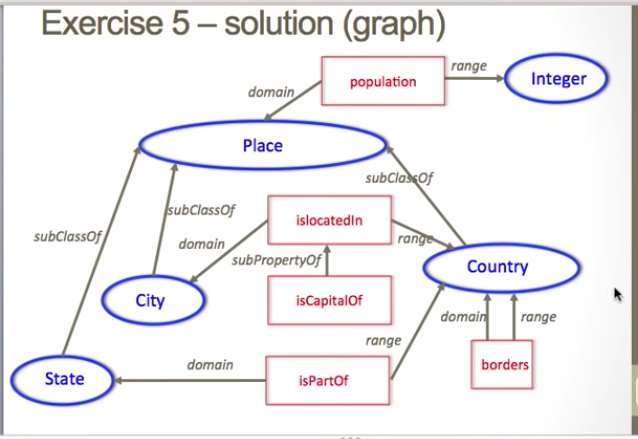 Exercise 5 – solution (graph)
range
population
Integer
domain
Place
subClassOf
subClassOf
islocatedIn
subClassOf
domain
range
subPropertyOf
Country
City
isCapitalOf
domain
range
range
domain
borders
State
isPartOf